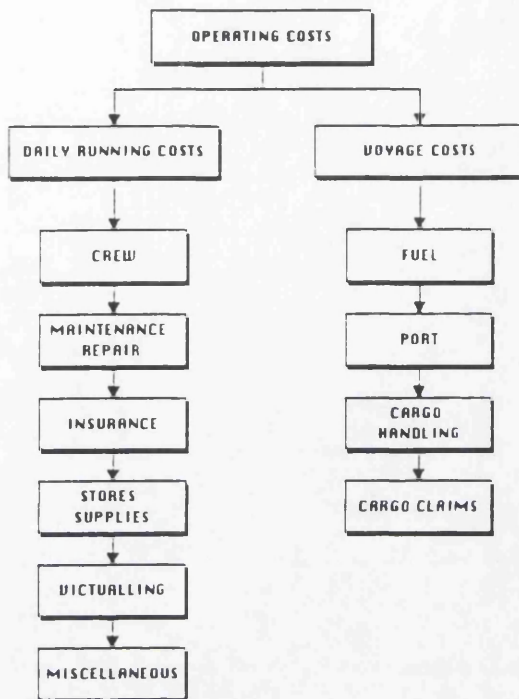 OPERATING COSTS
DAILY RUNNING COSTS
VOYAGE COSTS
CREW
MAINTENANCE
REPAIR
INSURANCE
STORES
SUPPLIES
VICTUALLING
MISCELLANEOUS
FUEL
PORT
CARGO
HANDLING
CARGO CLAIMS